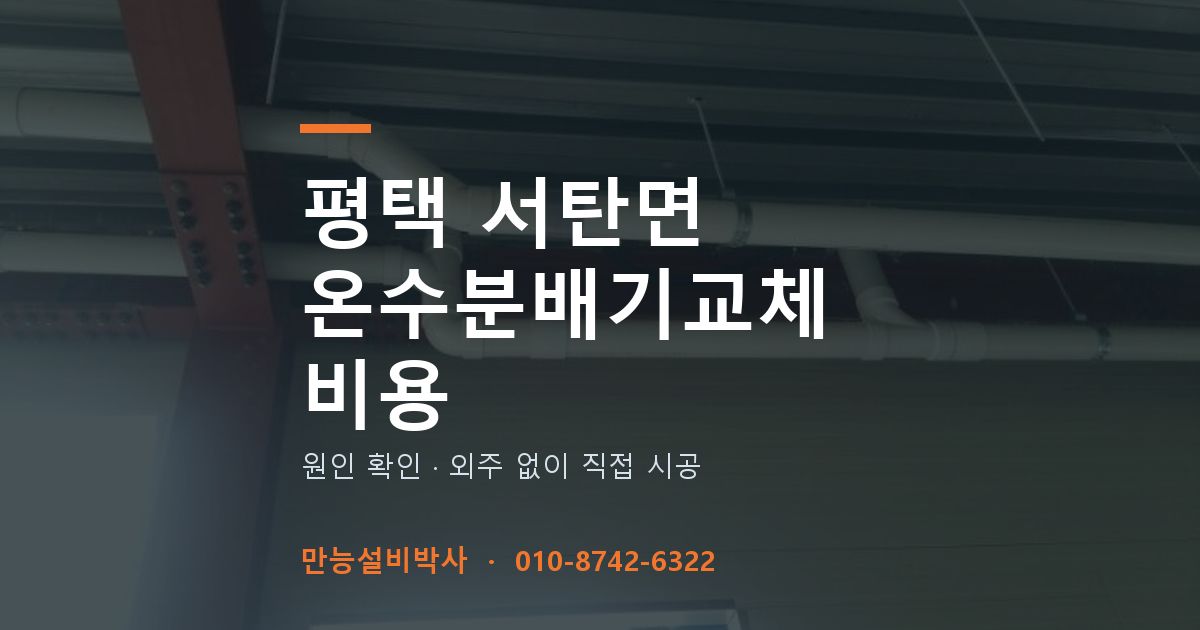 평택 서탄면
온수분배기교체
비용
원인 확인 · 외주 없이 직접 시공
만능설비박사 · 010-8742-6322